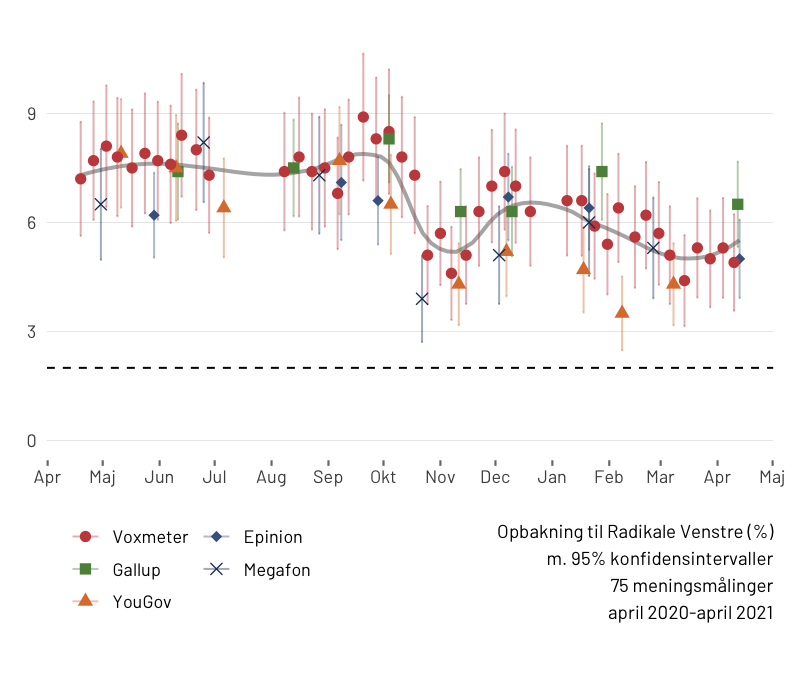 9
6
3
0
Apr Maj Jun Jul Aug Sep Okt Nov Dec Jan Feb Mar Apr Maj
Voxmeter Epinion
Gallup Megafon
YouGov
Opbakning til Radikale Venstre (%)
m. 95% konfidensintervaller
75 meningsmålinger
april 2020-april 2021